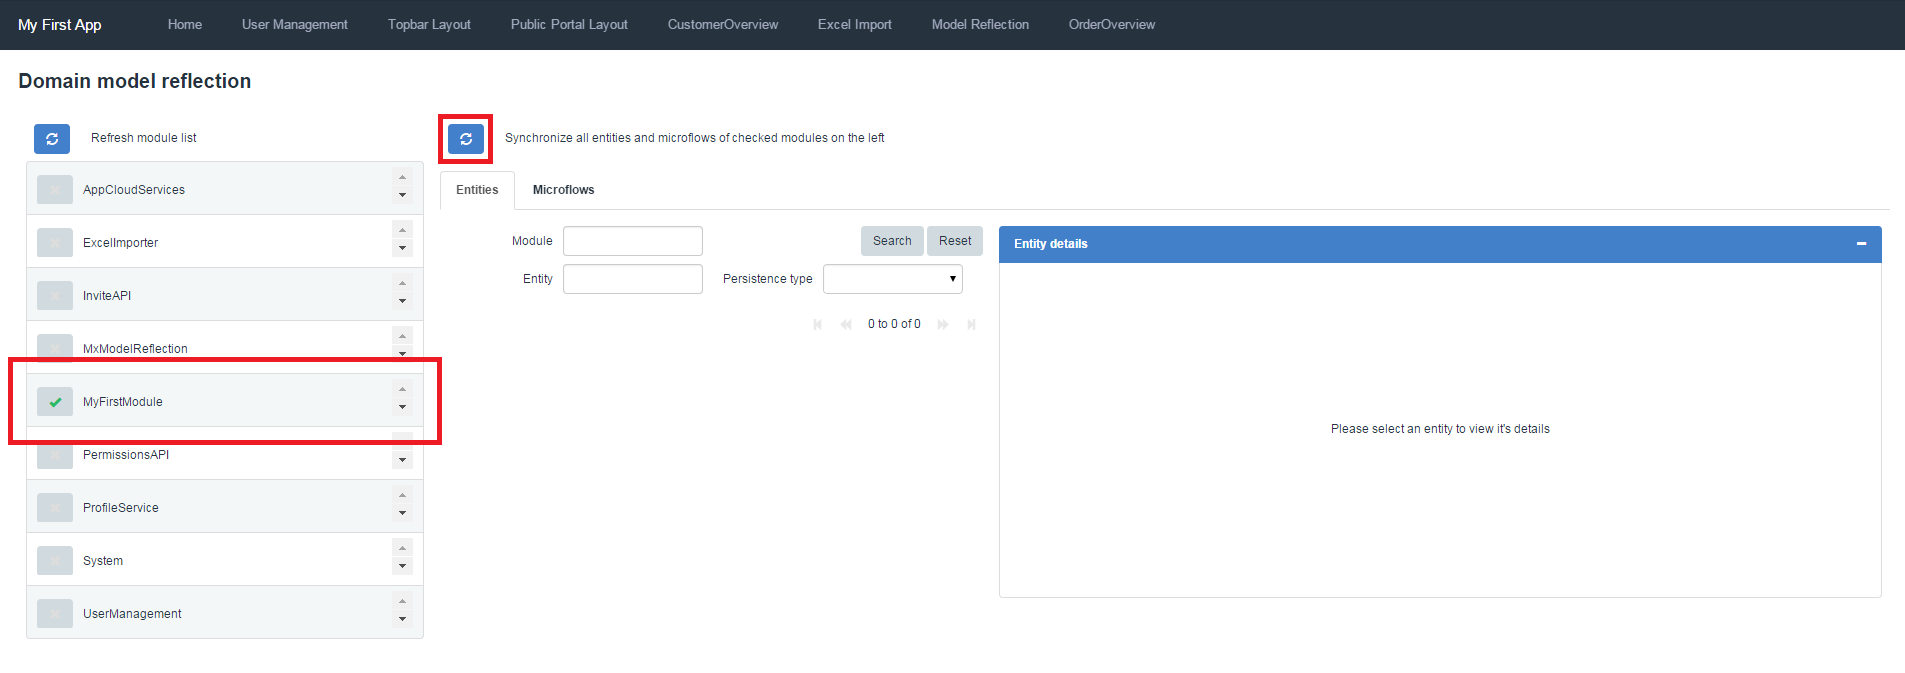 My First App Home User Management Topbar Layout Public Portal Layout CustomerOverview Excel Import Model Reflection OrderOverview
Domain model reflection
Refresh module list
Synchronize all entities and microflows of checked modules on the left
AppCloudServices
ExcelImporter
InviteAPI
MxModelReflection
MyFirstModule
PermissionsAPI
ProfileService
System
UserManagement
Entities Microflows
Module Search Reset
Entity Persistence type
0 to 0 of 0
Entity details
Please select an entity to view it's details